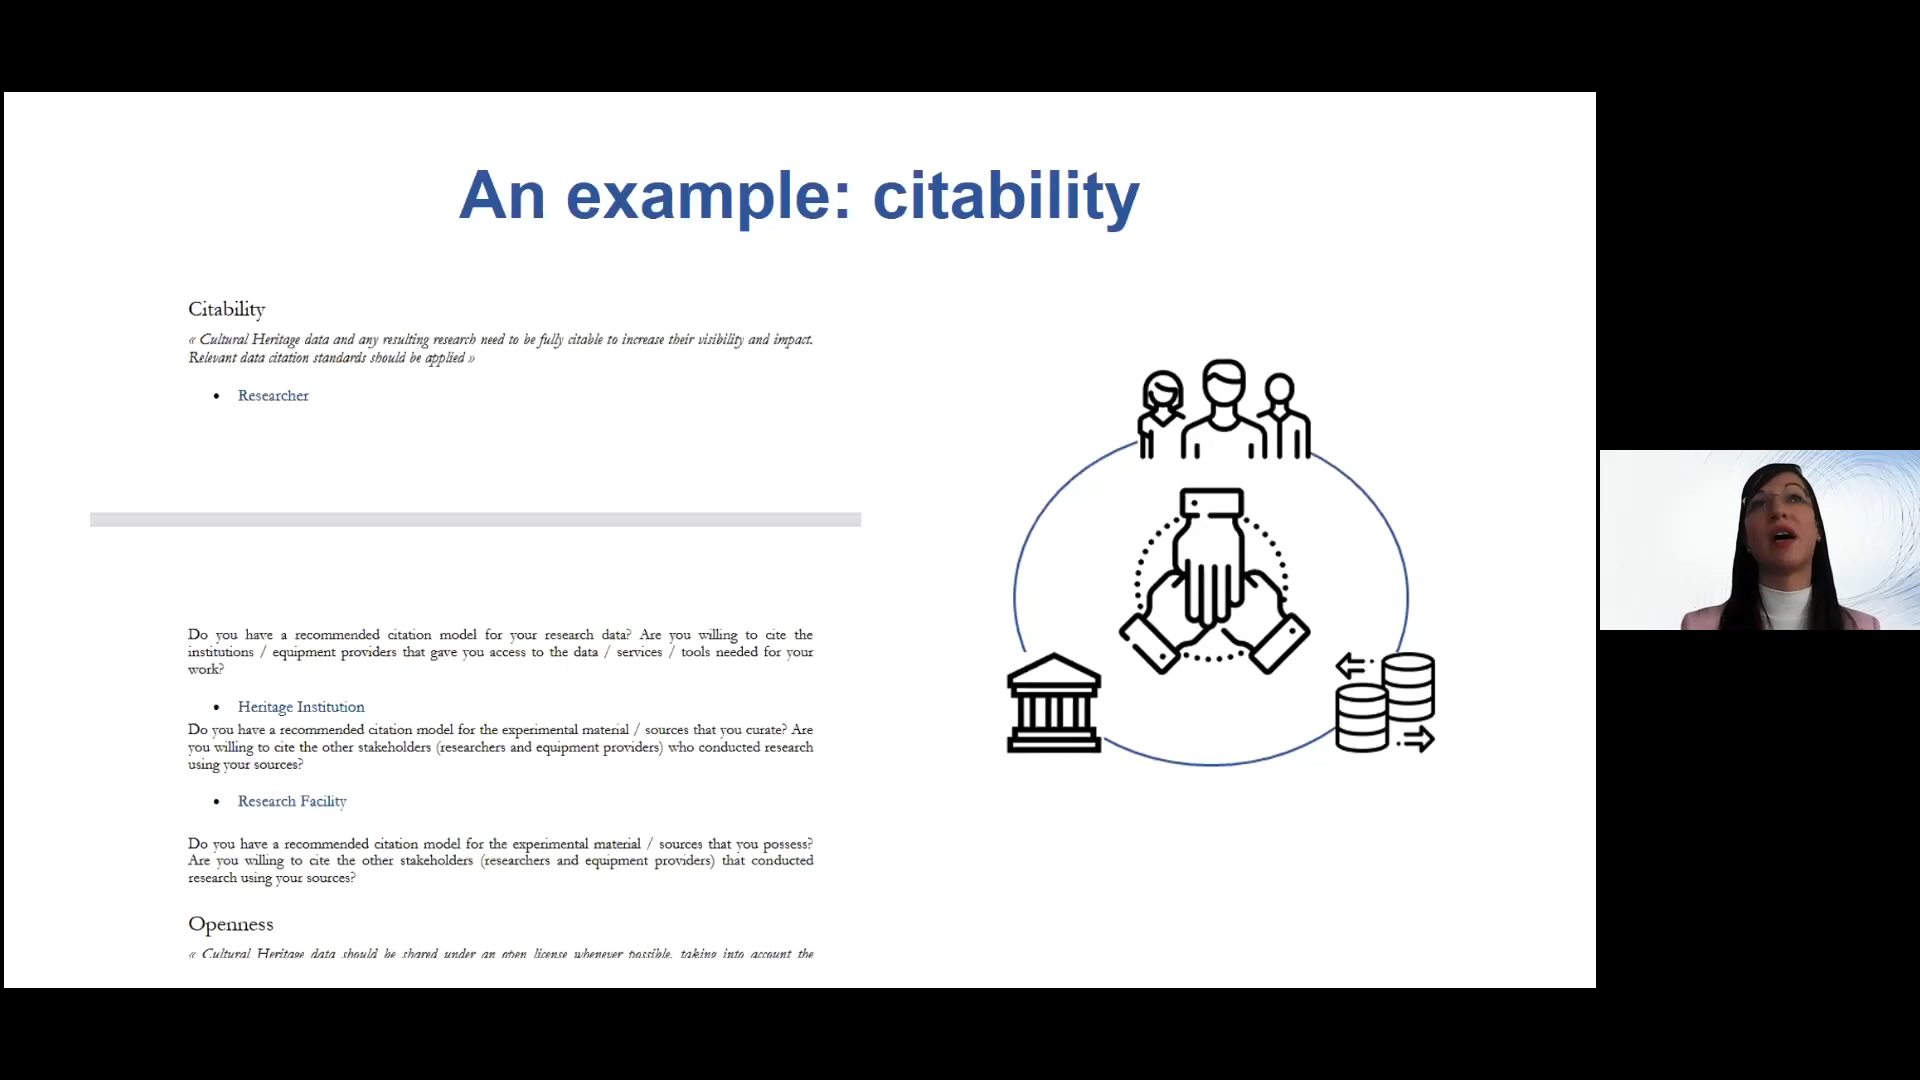 An example: citability
Citability
« Cultural Heritage data and any resulting research need to be fully citable to increase their visibility and impact.
Relevant data citation standards should be applied »
• Researcher
Do you have a recommended citation model for your research data? Are you willing to cite the
institutions / equipment providers that gave you access to the data / services / tools needed for your
work?
• Heritage Institution
Do you have a recommended citation model for the experimental material / sources that you curate? Are
you willing to cite the other stakeholders (researchers and equipment providers) who conducted research
using your sources?
• Research Facility
Do you have a recommended citation model for the experimental material / sources that you possess?
Are you willing to cite the other stakeholders (researchers and equipment providers) that conducted
research using your sources?
Openness
« Cultural Heritage data should be shared under an open license whenever possible, taking into account the